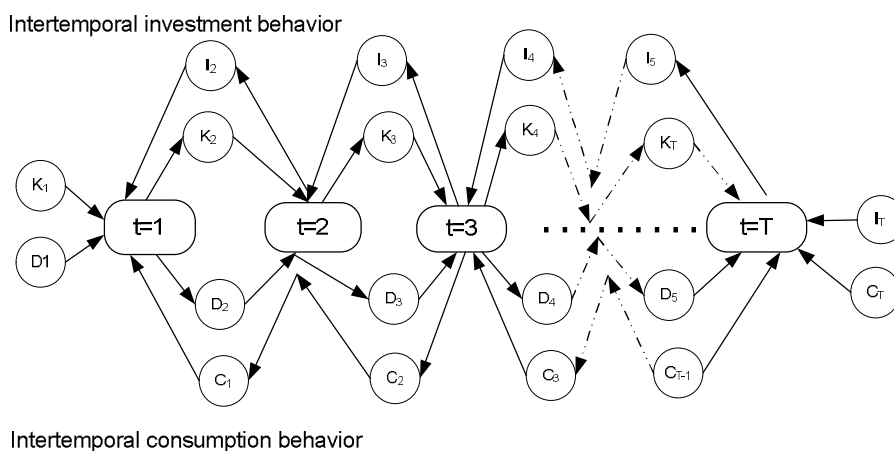 Intertemporal investment behavior
I2
I3
I4
I5
K2
K3
K4
KT
K1
t=1
t=2
t=3
t=T
IT
D1
D2
D3
D4
D5
CT
C1
C2
C3
CT-1
Intertemporal consumption behavior